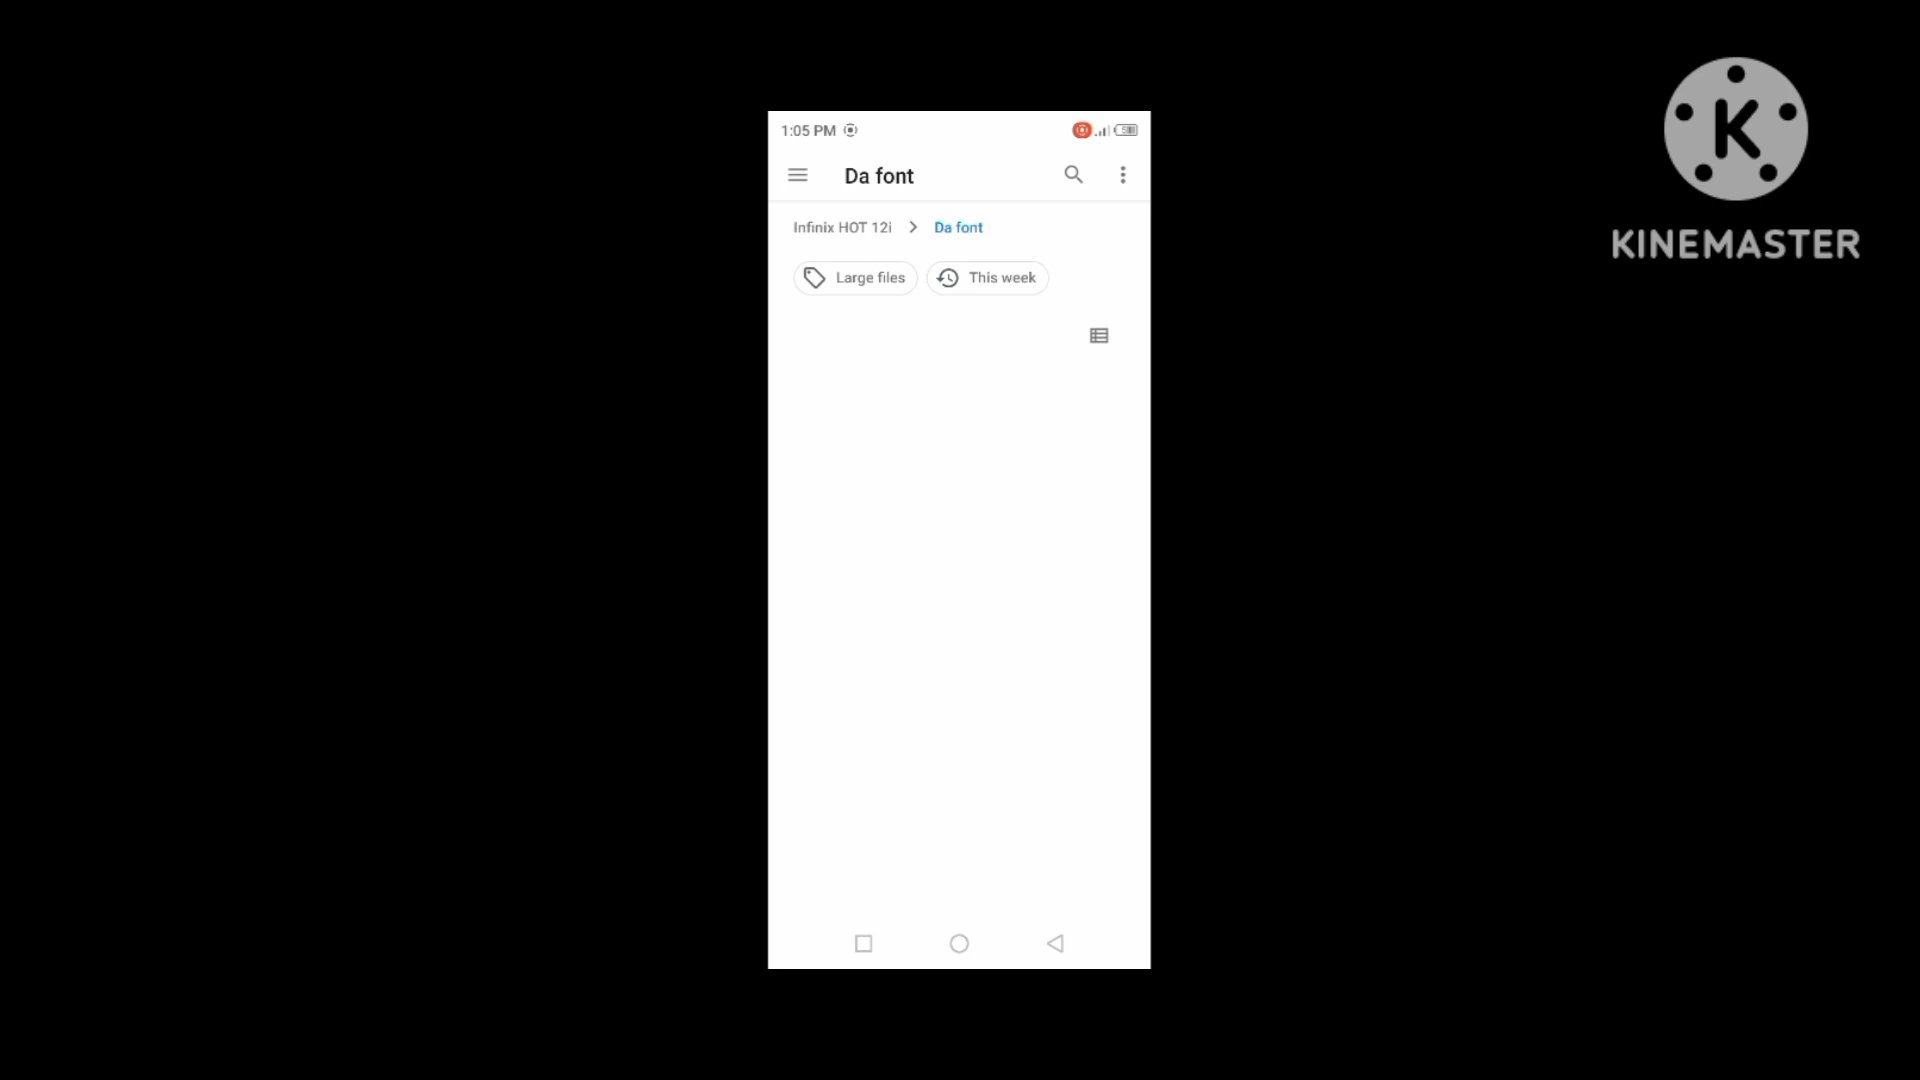 1:05 PM
Da font
Infinix HOT 12i
Da font
Large files
This week
K
KINEMASTER